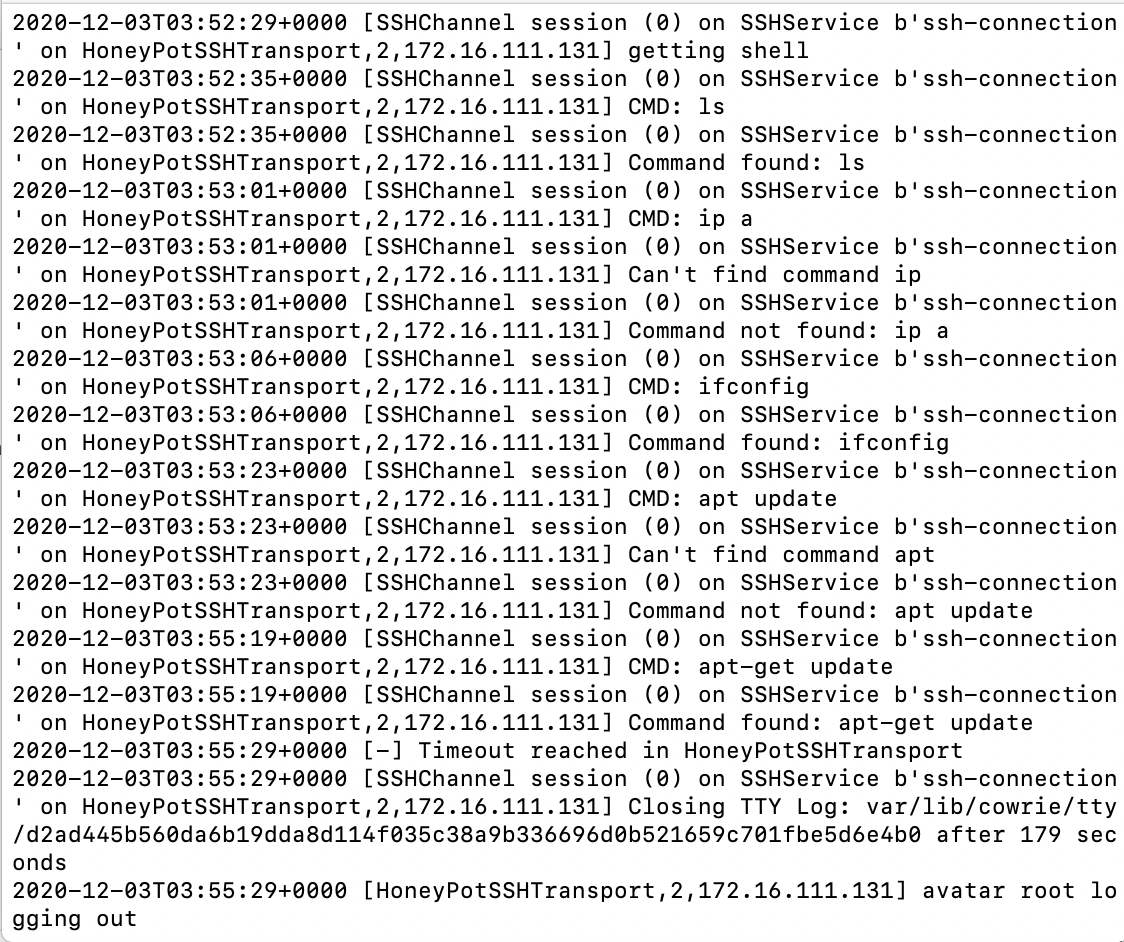 2020-12-03T03:52:29+0000 [SSHChannel session (0) on SSHService b'ssh-connection
' on HoneyPotSSHTransport,2,172.16.111.131] getting shell
2020-12-03T03:52:35+0000 [SSHChannel session (0) on SSHService b'ssh-connection
' on HoneyPotSSHTransport,2,172.16.111.131] CMD: ls
2020-12-03T03:52:35+0000 [SSHChannel session (0) on SSHService b'ssh-connection
' on HoneyPotSSHTransport,2,172.16.111.131] Command found: ls
2020-12-03T03:53:01+0000 [SSHChannel session (0) on SSHService b'ssh-connection
' on HoneyPotSSHTransport,2,172.16.111.131] CMD: ip a
2020-12-03T03:53:01+0000 [SSHChannel session (0) on SSHService b'ssh-connection
' on HoneyPotSSHTransport,2,172.16.111.131] Can't find command ip
2020-12-03T03:53:01+0000 [SSHChannel session (0) on SSHService b'ssh-connection
' on HoneyPotSSHTransport,2,172.16.111.131] Command not found: ip a
2020-12-03T03:53:06+0000 [SSHChannel session (0) on SSHService b'ssh-connection
' on HoneyPotSSHTransport,2,172.16.111.131] CMD: ifconfig
2020-12-03T03:53:06+0000 [SSHChannel session (0) on SSHService b'ssh-connection
' on HoneyPotSSHTransport,2,172.16.111.131] Command found: ifconfig
2020-12-03T03:53:23+0000 [SSHChannel session (0) on SSHService b'ssh-connection
' on HoneyPotSSHTransport,2,172.16.111.131] CMD: apt update
2020-12-03T03:53:23+0000 [SSHChannel session (0) on SSHService b'ssh-connection
' on HoneyPotSSHTransport,2,172.16.111.131] Can't find command apt
2020-12-03T03:53:23+0000 [SSHChannel session (0) on SSHService b'ssh-connection
' on HoneyPotSSHTransport,2,172.16.111.131] Command not found: apt update
2020-12-03T03:55:19+0000 [SSHChannel session (0) on SSHService b'ssh-connection
' on HoneyPotSSHTransport,2,172.16.111.131] CMD: apt-get update
2020-12-03T03:55:19+0000 [SSHChannel session (0) on SSHService b'ssh-connection
' on HoneyPotSSHTransport,2,172.16.111.131] Command found: apt-get update
2020-12-03T03:55:29+0000 [-] Timeout reached in HoneyPotSSHTransport
2020-12-03T03:55:29+0000 [SSHChannel session (0) on SSHService b'ssh-connection
' on HoneyPotSSHTransport,2,172.16.111.131] Closing TTY Log: var/lib/cowrie/tty
/d2ad445b560da6b19dda8d114f035c38a9b336696d0b521659c701fbe5d6e4b0 after 179 sec
onds
2020-12-03T03:55:29+0000 [HoneyPotSSHTransport,2,172.16.111.131] avatar root lo
gging out